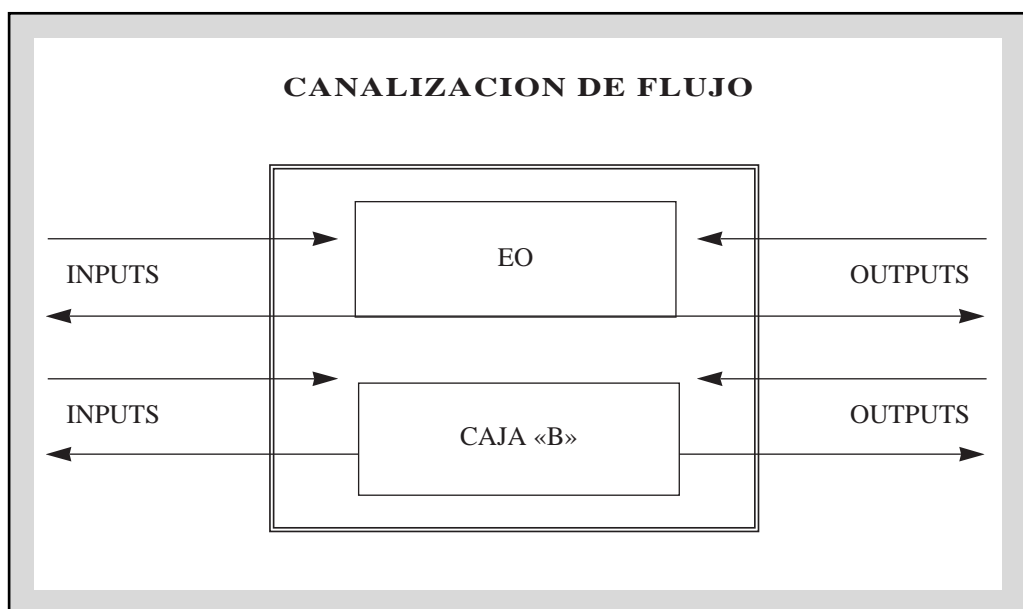 CANALIZACION DE FLUJO
EO
INPUTS
OUTPUTS
INPUTS
OUTPUTS
CAJA «B»